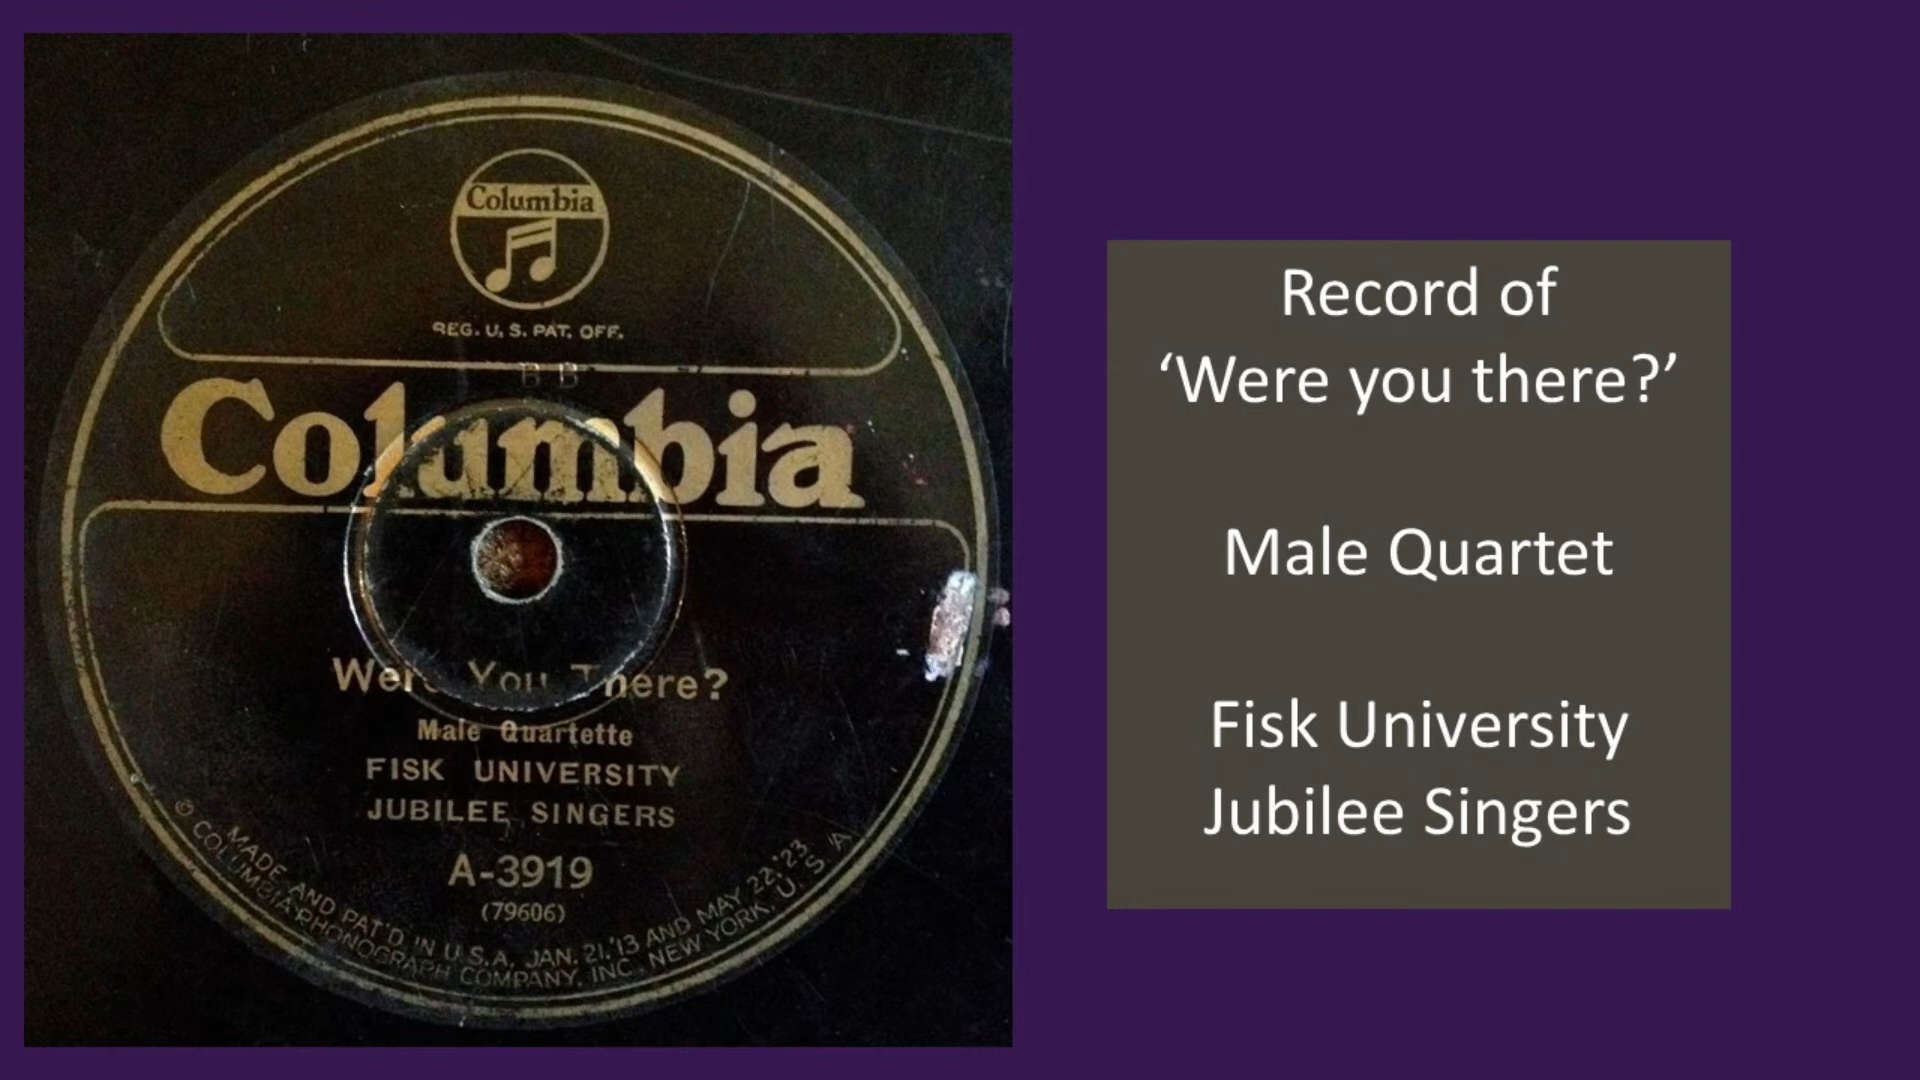 Columbia
REG. U. S. PAT. OFF.
B B
Columbia
Were You There?
Male Quartette
FISK UNIVERSITY
JUBILEE SINGERS
A-3919
(79606)
MADE AND PAT'D. IN U.S.A. JAN. 21,'13 AND MAY 22,'23
© COLUMBIA PHONOGRAPH COMPANY, INC. NEW YORK, U. S. A
Record of
‘Were you there?’
Male Quartet
Fisk University
Jubilee Singers